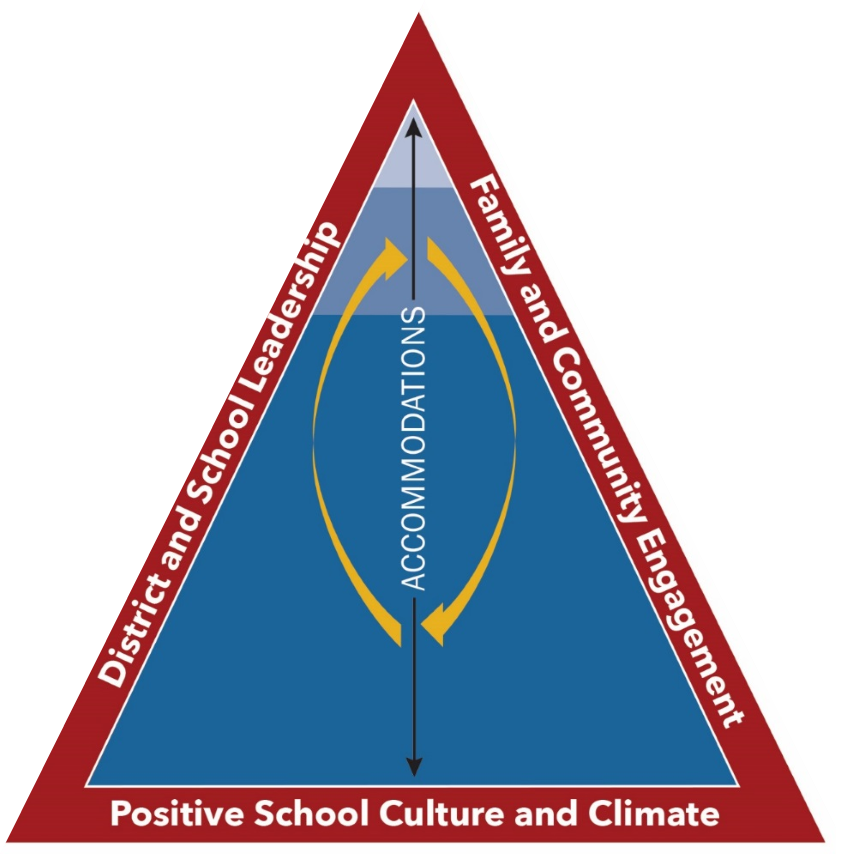 District and School Leadership
Family and Community Engagement
ACCOMMODATIONS
Positive School Culture and Climate